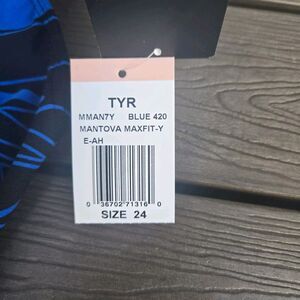 TYR
MMAN7Y BLUE 420
MANTOVA MAXFIT-Y
E-AH
0 36702 71316 0
SIZE 24